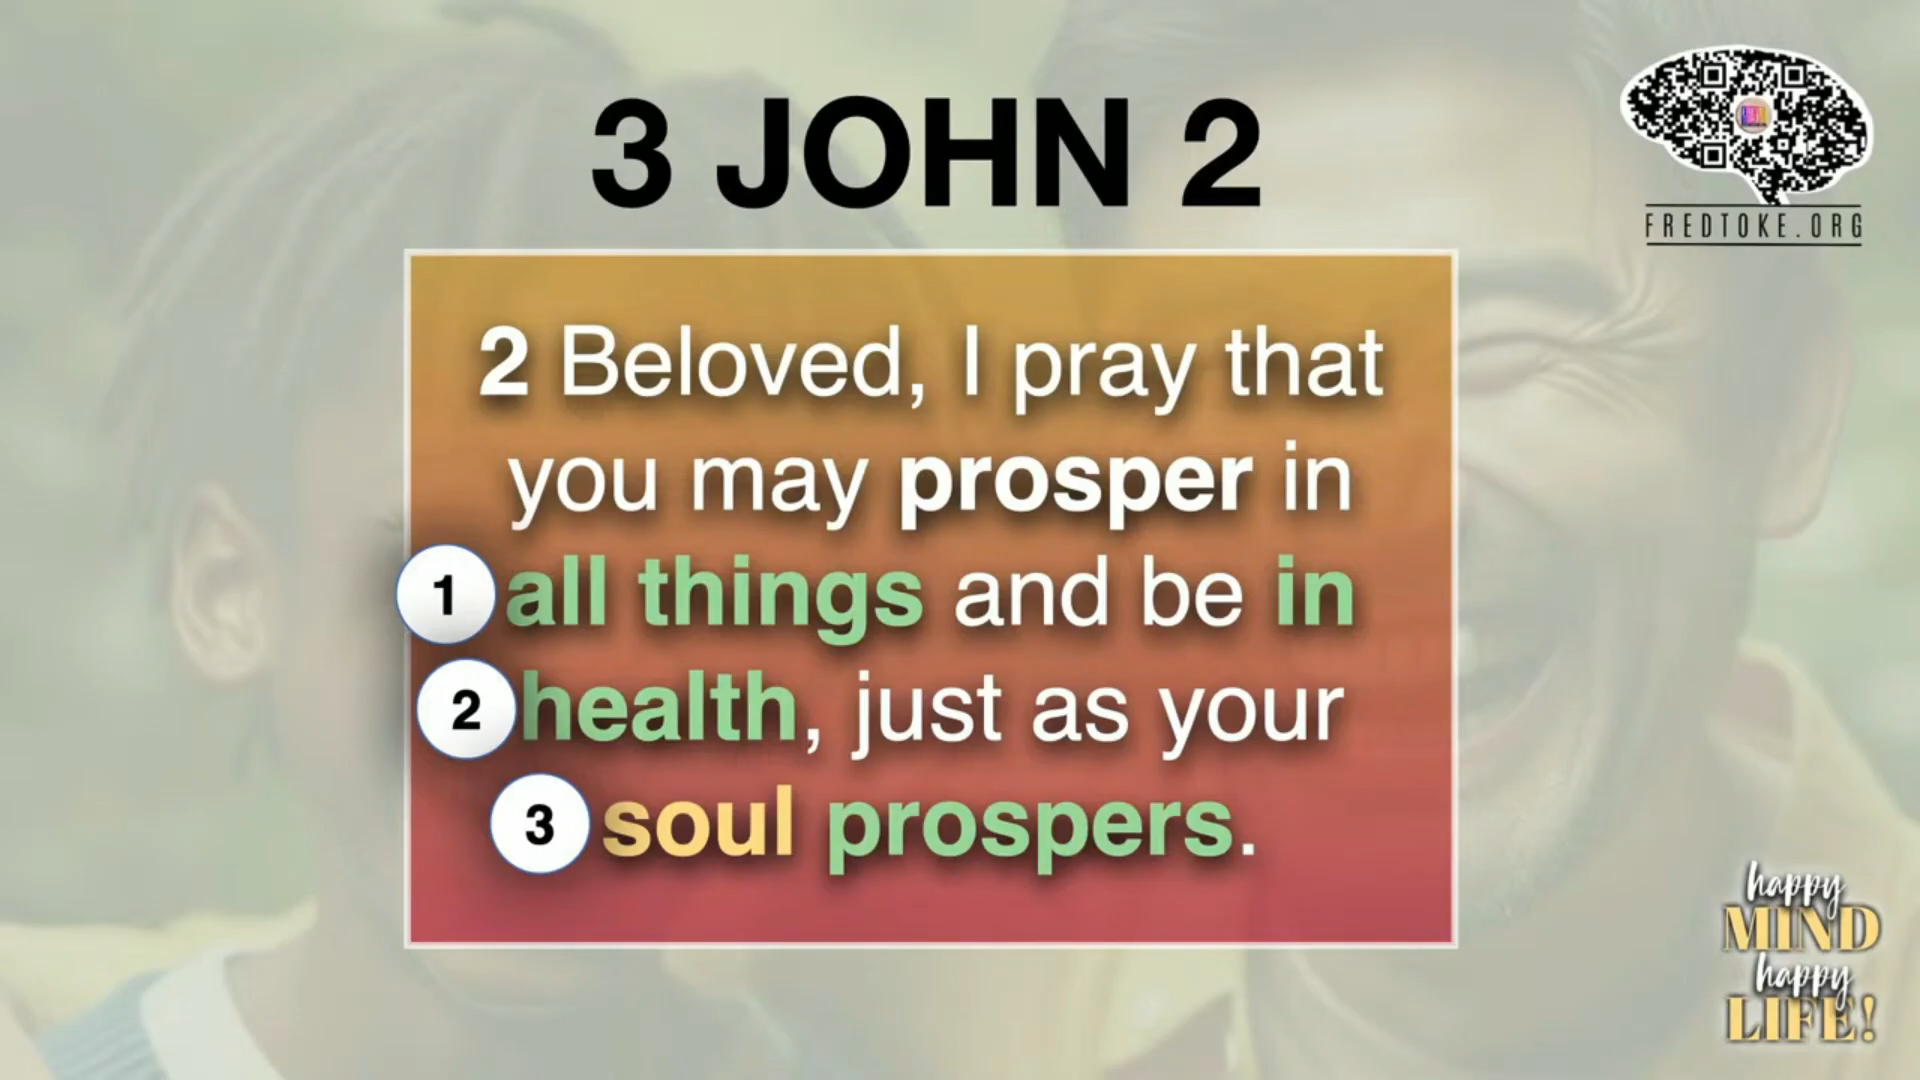 3 JOHN 2
FREDTOKE.ORG
2 Beloved, I pray that
you may prosper in
1 all things and be in
2 health, just as your
3 soul prospers.
happy
MIND
happy
LIFE!